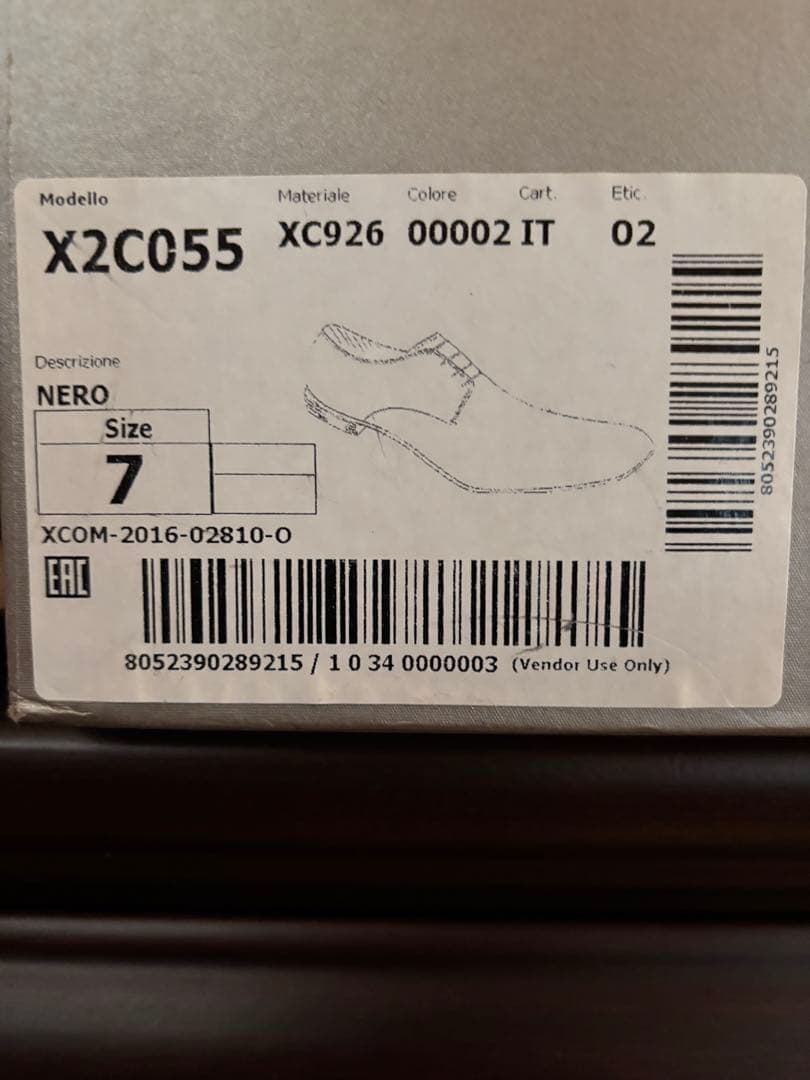 Modello Materiale Colore Cart. Etic.
X2C055 XC926 00002 IT 02
Descrizione
NERO
Size
7
XCOM-2016-02810-O
EAC
8052390289215 / 1 0 34 0000003 (Vendor Use Only)
8052390289215